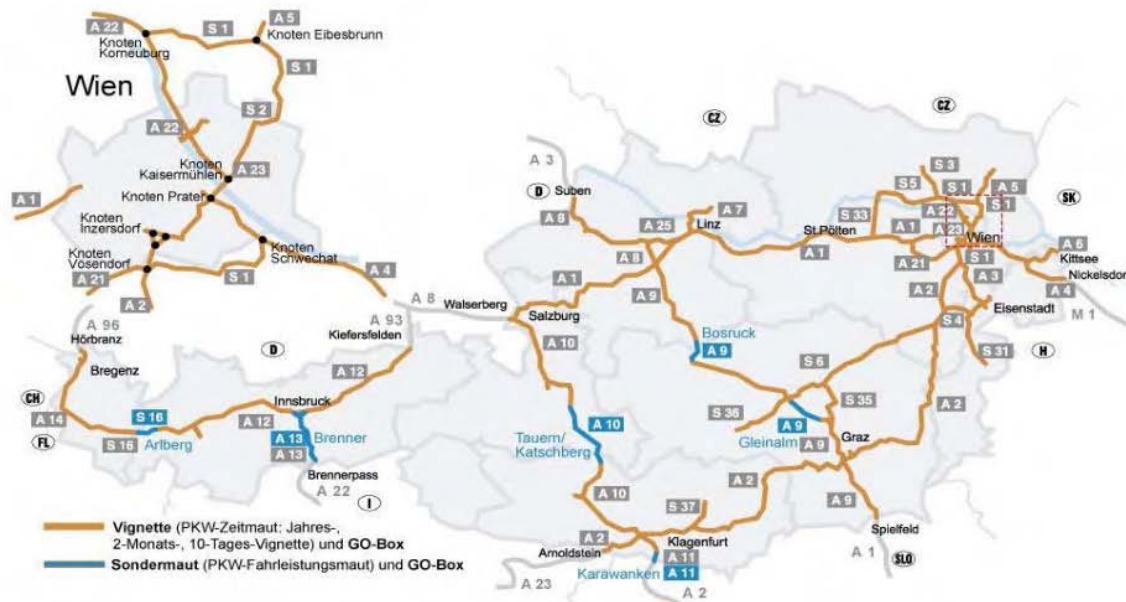 A 22
S 1
A 5
Knoten
Korneuburg
Knoten Eibesbrunn
S 1
Wien
S 2
A 22
Knoten
Kaisermühlen
A 23
Knoten Prater
A 1
Knoten
Inzersdorf
Knoten
Vösendorf
Knoten
Schwechat
S 1
A 21
A 2
A 4
CZ
CZ
A 3
D
Suben
A 8
A 25
A 7
Linz
A 8
A 1
Walserberg
Salzburg
A 9
A 10
S 33
S 5
S 3
S 1
A 5
S 1
A 22
A 23
SK
St.Pölten
A 1
A 1
Wien
A 21
S 1
A 3
A 6
Kittsee
Nickelsdorf
A 4
M 1
A 2
Eisenstadt
S 4
S 31
H
Bosruck
A 9
S 6
S 36
S 35
A 9
Gleinalm
A 9
Graz
A 2
A 9
Spielfeld
A 1
SLO
A 8
A 93
Kiefersfelden
A 96
Hörbranz
D
Bregenz
CH
A 14
FL
S 16
S 16
Arlberg
A 12
Innsbruck
A 12
A 13
Brenner
A 13
Brennerpass
A 22
I
Tauern/
Katschberg
A 10
A 10
A 2
S 37
A 2
Arnoldstein
Klagenfurt
A 11
Karawanken
A 11
A 23
A 2
Vignette (PKW-Zeitmaut: Jahres-,
2-Monats-, 10-Tages-Vignette) und GO-Box
Sondermaut (PKW-Fahrleistungsmaut) und GO-Box